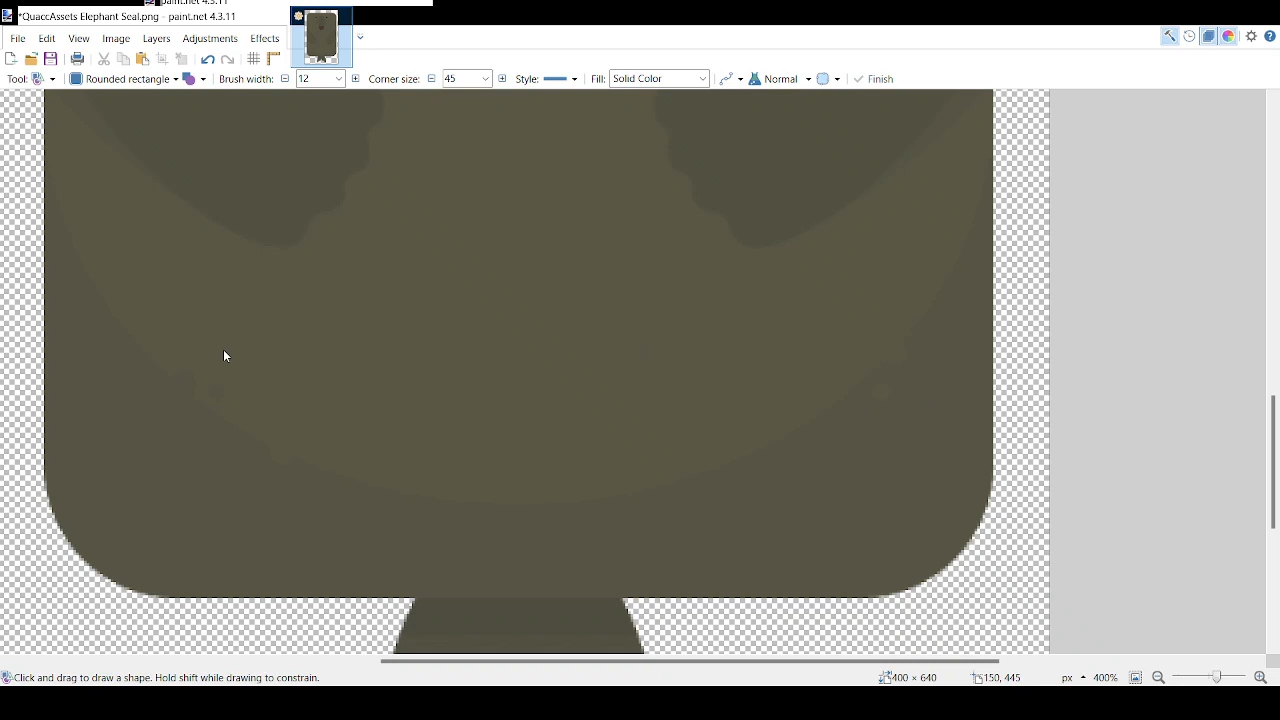 paint.net 4.3.11
*QuaccAssets Elephant Seal.png - paint.net 4.3.11
File Edit View Image Layers Adjustments Effects
Tool: Rounded rectangle Brush width: 12 Corner size: 45 Style: Fill: Solid Color Normal Finish
Click and drag to draw a shape. Hold shift while drawing to constrain. 400 × 640 150, 445 px 400%